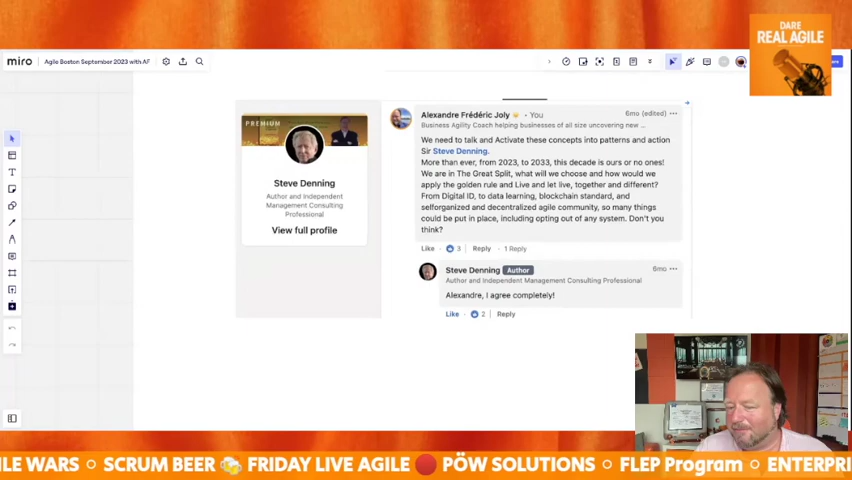 DARE
REAL AGILE
miro
Agile Boston September 2023 with AF
PREMIUM
Steve Denning
Author and Independent
Management Consulting
Professional
View full profile
Alexandre Frédéric Joly • You
6mo (edited)
Business Agility Coach helping businesses of all size uncovering new ...
We need to talk and Activate these concepts into patterns and action
Sir Steve Denning.
More than ever, from 2023, to 2033, this decade is ours or no ones!
We are in The Great Split, what will we choose and how would we
apply the golden rule and Live and let live, together and different?
From Digital ID, to data learning, blockchain standard, and
selforganized and decentralized agile community, so many things
could be put in place, including opting out of any system. Don't you
think?
Like · 3 Reply · 1 Reply
Steve Denning Author
6mo
Author and Independent Management Consulting Professional
Alexandre, I agree completely!
Like · 2 Reply
ILE WARS ○ SCRUM BEER 🍻 FRIDAY LIVE AGILE 🔴 PÖW SOLUTIONS ○ FLEP Program ○ ENTERPRI